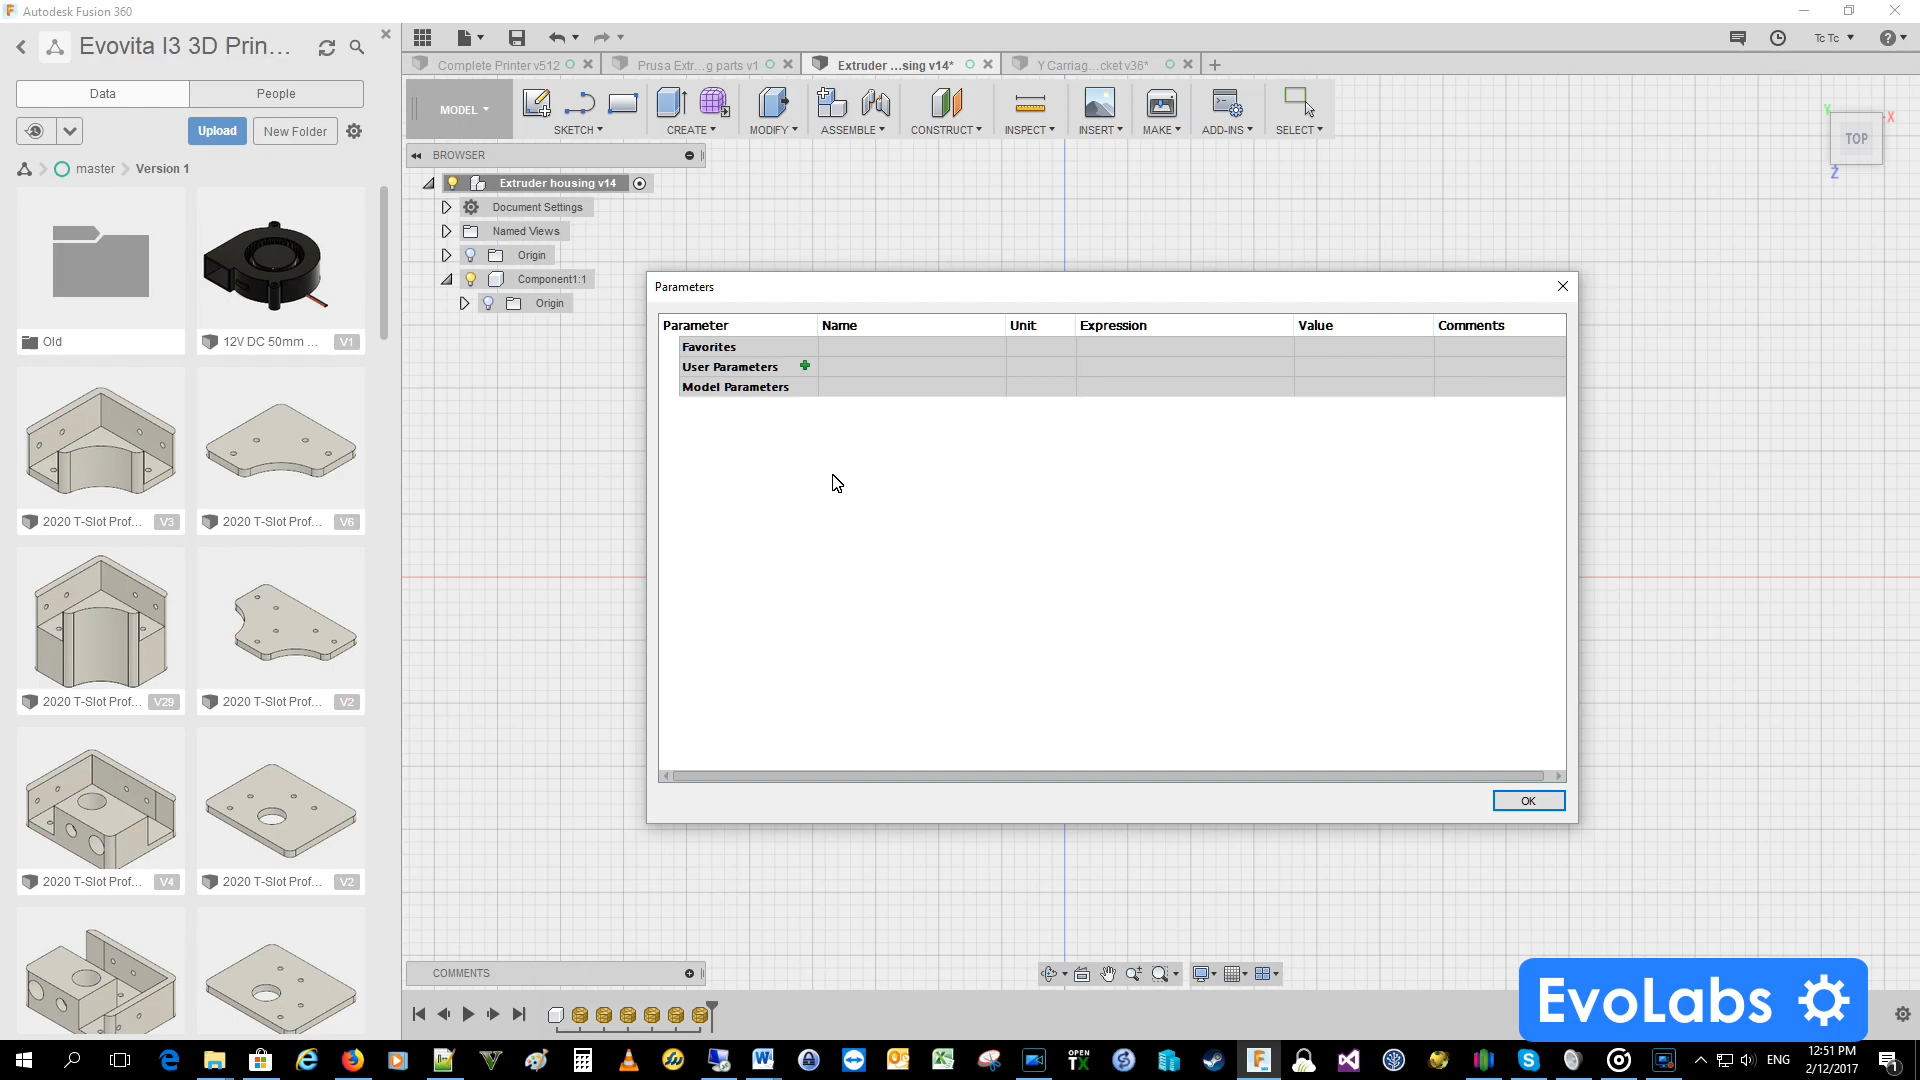 Autodesk Fusion 360
Evovita I3 3D Prin...
Data
People
Upload
New Folder
master
Version 1
Old
12V DC 50mm ...
V1
2020 T-Slot Prof...
V3
2020 T-Slot Prof...
V6
2020 T-Slot Prof...
V29
2020 T-Slot Prof...
V2
2020 T-Slot Prof...
V4
2020 T-Slot Prof...
V2
Tc Tc
Complete Printer v512
Prusa Extr...g parts v1
Extruder ...sing v14*
Y Carriag...cket v36*
MODEL
SKETCH
CREATE
MODIFY
ASSEMBLE
CONSTRUCT
INSPECT
INSERT
MAKE
ADD-INS
SELECT
BROWSER
Extruder housing v14
Document Settings
Named Views
Origin
Component1:1
Origin
Y
X
TOP
Z
Parameters
Parameter Name Unit Expression Value Comments
Favorites
User Parameters
Model Parameters
OK
COMMENTS
EvoLabs
OPEN
TX
ENG
12:51 PM
2/12/2017
1